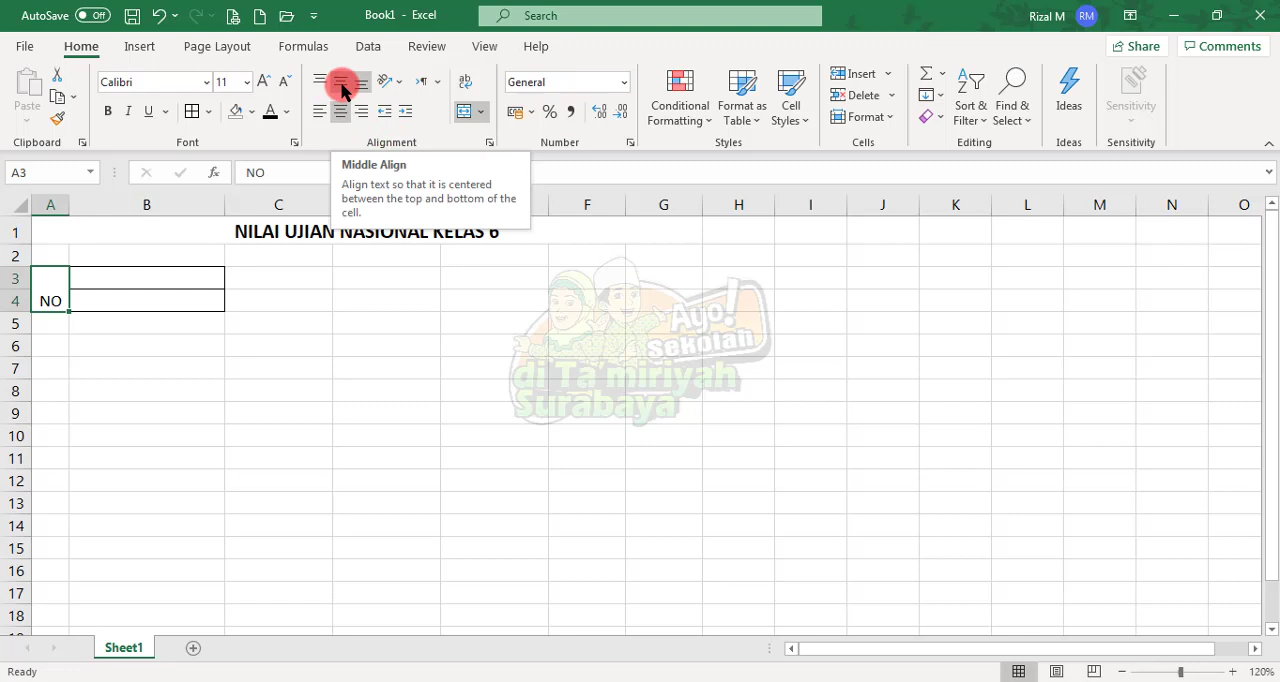 AutoSave Off Book1 - Excel Search Rizal M RM
File Home Insert Page Layout Formulas Data Review View Help Share Comments
Calibri 11 General Insert
Paste Conditional Format as Cell Delete Sort & Find & Ideas Sensitivity
B I U A % Formatting Table Styles Format Filter Select
Clipboard Font Alignment Number Styles Cells Editing Ideas Sensitivity
Middle Align
Align text so that it is centered
between the top and bottom of the
cell.
A3 fx NO
A B C F G H I J K L M N O
1 NILAI UJIAN NASIONAL KELAS 6
2
3
4 NO
5
6
7
8
9
10
11
12
13
14
15
16
17
18
Ayo!
Sekolah
di Ta'miriyah
Surabaya
Sheet1
Ready 120%